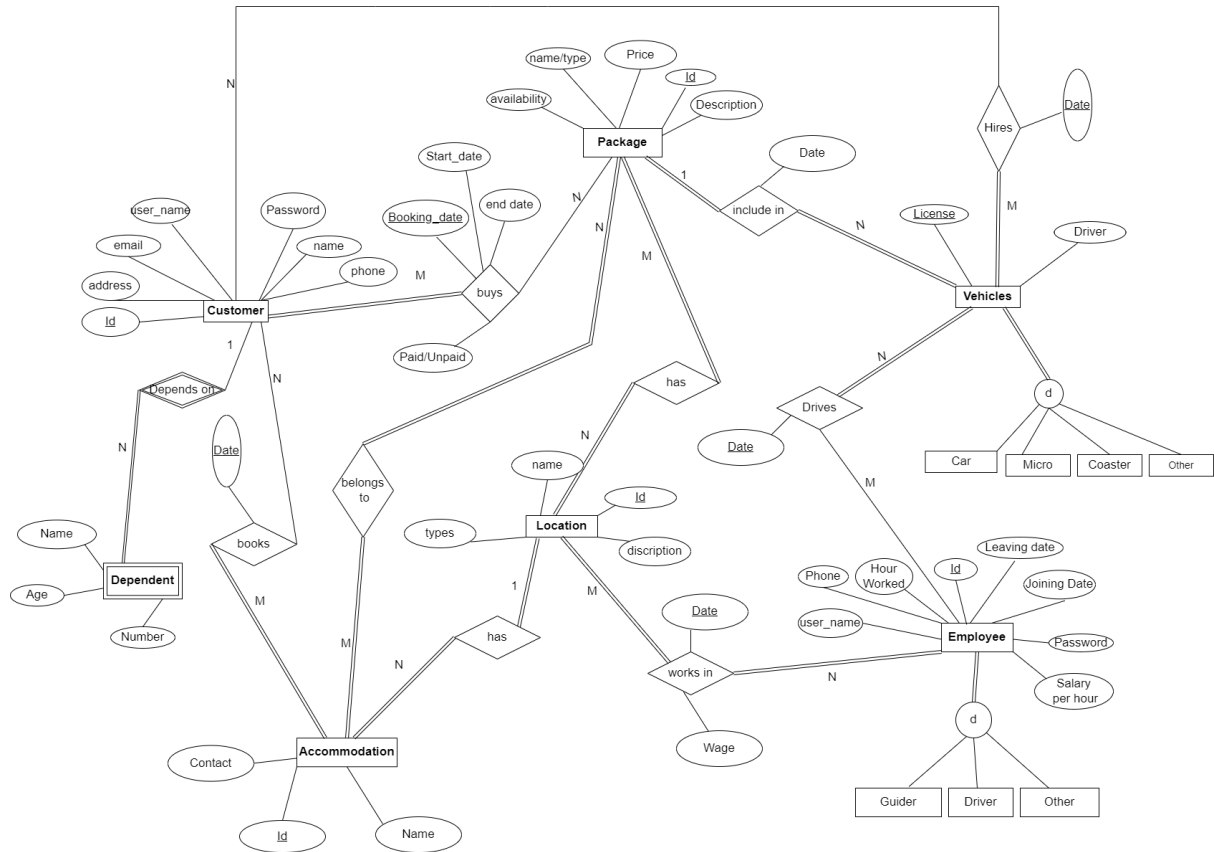 name/type
Price
Id
availability
Description
Package
N
Date
Hires
Start_date
Date
1
N
N
include in
end date
Booking_date
user_name
Password
M
License
Driver
name
email
M
N
phone
M
address
buys
Vehicles
Customer
Id
1
Paid/Unpaid
N
Depends on
N
has
d
Drives
Date
N
Date
N
Car
Micro
Coaster
Other
name
M
belongs
to
Id
Location
types
Name
books
discription
Leaving date
Hour
Worked
Id
Phone
Joining Date
Dependent
1
M
M
Age
Date
user_name
Number
has
Employee
M
Password
N
works in
N
Salary
per hour
d
Accommodation
Wage
Contact
Guider
Driver
Other
Id
Name